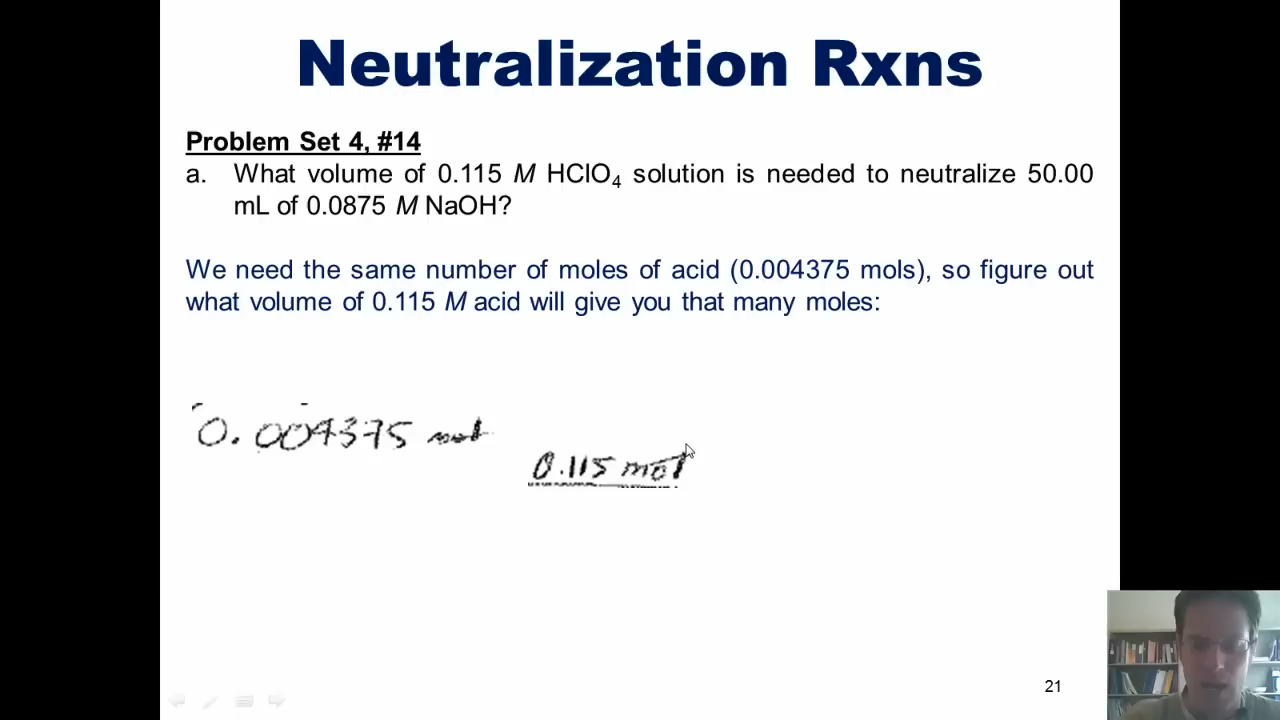 Neutralization Rxns
Problem Set 4, #14
a. What volume of 0.115 M HClO₄ solution is needed to neutralize 50.00
mL of 0.0875 M NaOH?
We need the same number of moles of acid (0.004375 mols), so figure out
what volume of 0.115 M acid will give you that many moles:
0.004375 mol
0.115 mol
21